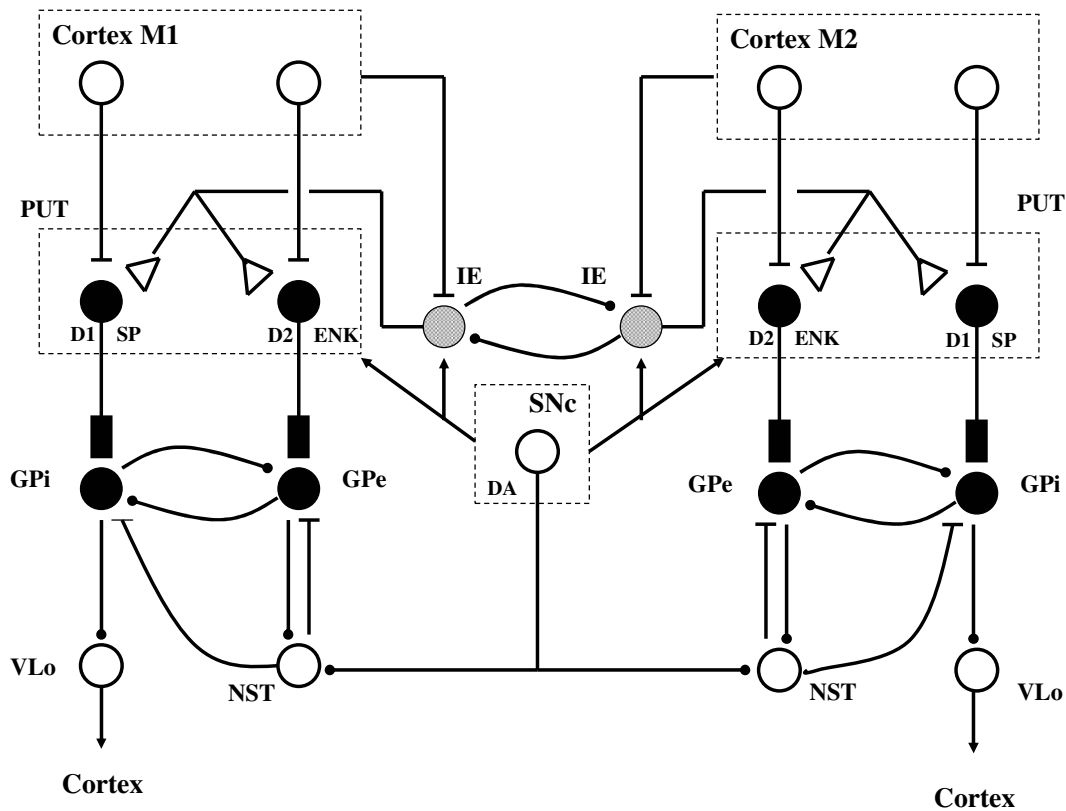 Cortex M1
Cortex M2
PUT
PUT
IE
IE
D1 SP
D2 ENK
D2 ENK
D1 SP
SNc
DA
GPi
GPe
GPe
GPi
VLo
NST
NST
VLo
Cortex
Cortex